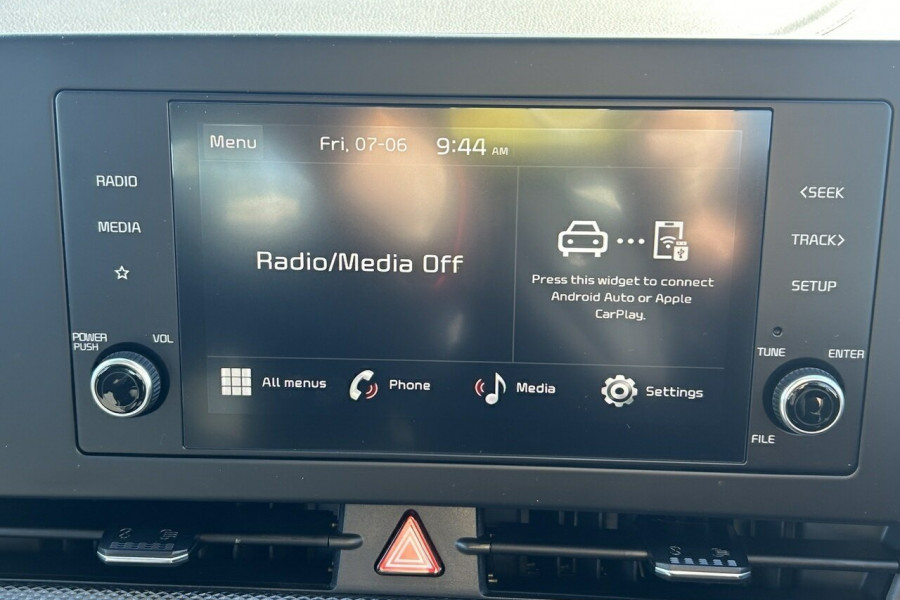 Menu Fri, 07-06 9:44 AM
RADIO
MEDIA
POWER
PUSH
VOL
Radio/Media Off
Press this widget to connect
Android Auto or Apple
CarPlay.
All menus Phone Media Settings
<SEEK
TRACK>
SETUP
TUNE
ENTER
FILE